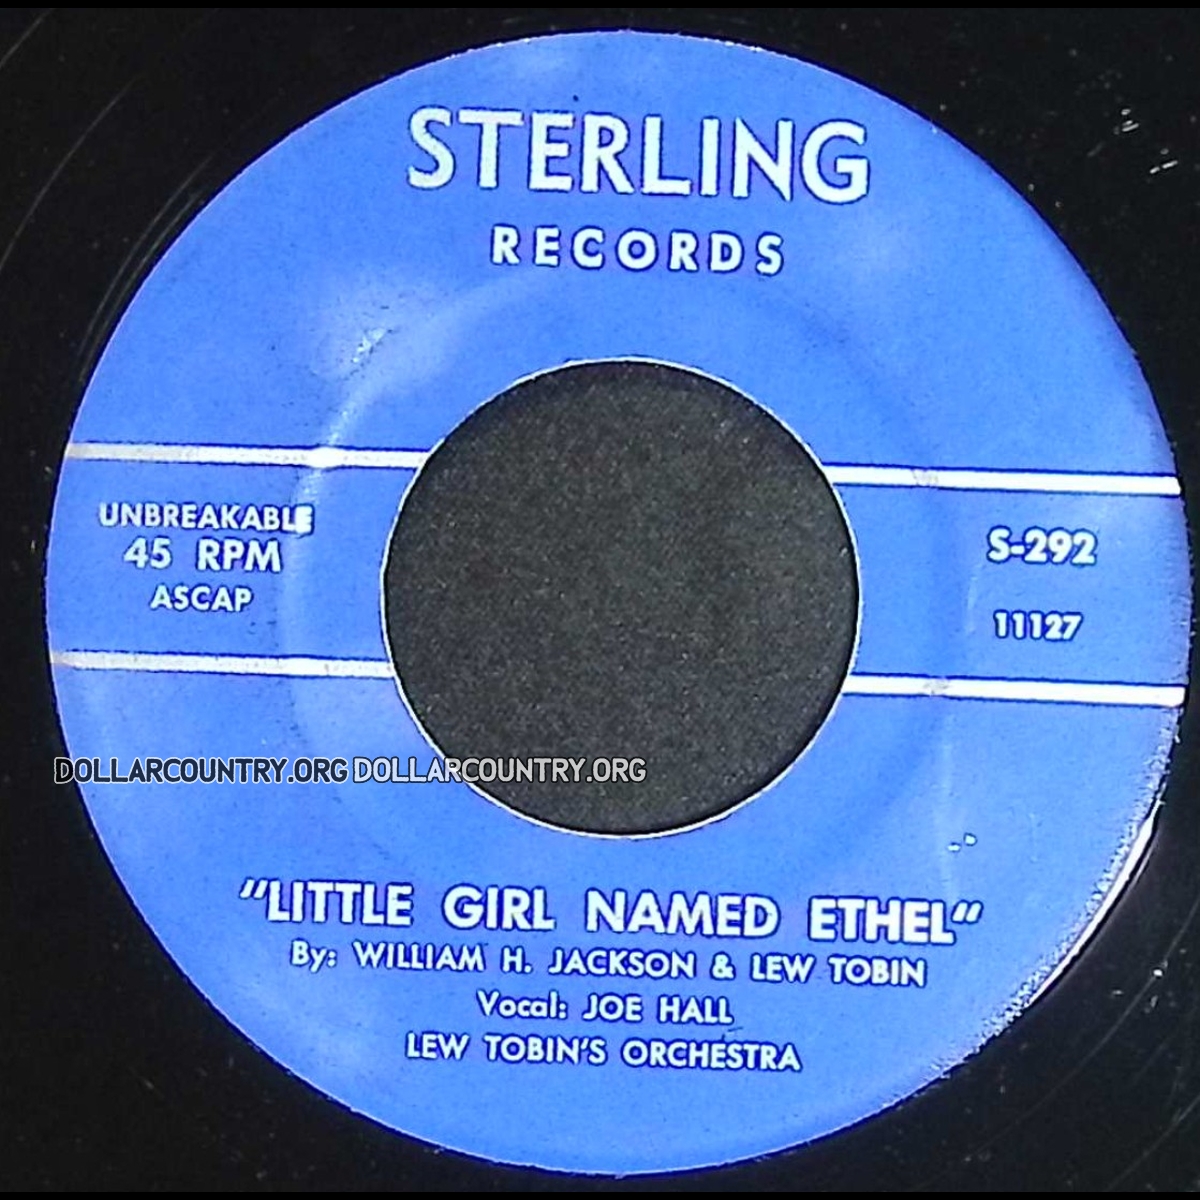 STERLING
RECORDS
UNBREAKABLE
45 RPM
ASCAP
S-292
11127
DOLLARCOUNTRY.ORG DOLLARCOUNTRY.ORG
"LITTLE GIRL NAMED ETHEL"
By: WILLIAM H. JACKSON & LEW TOBIN
Vocal: JOE HALL
LEW TOBIN'S ORCHESTRA